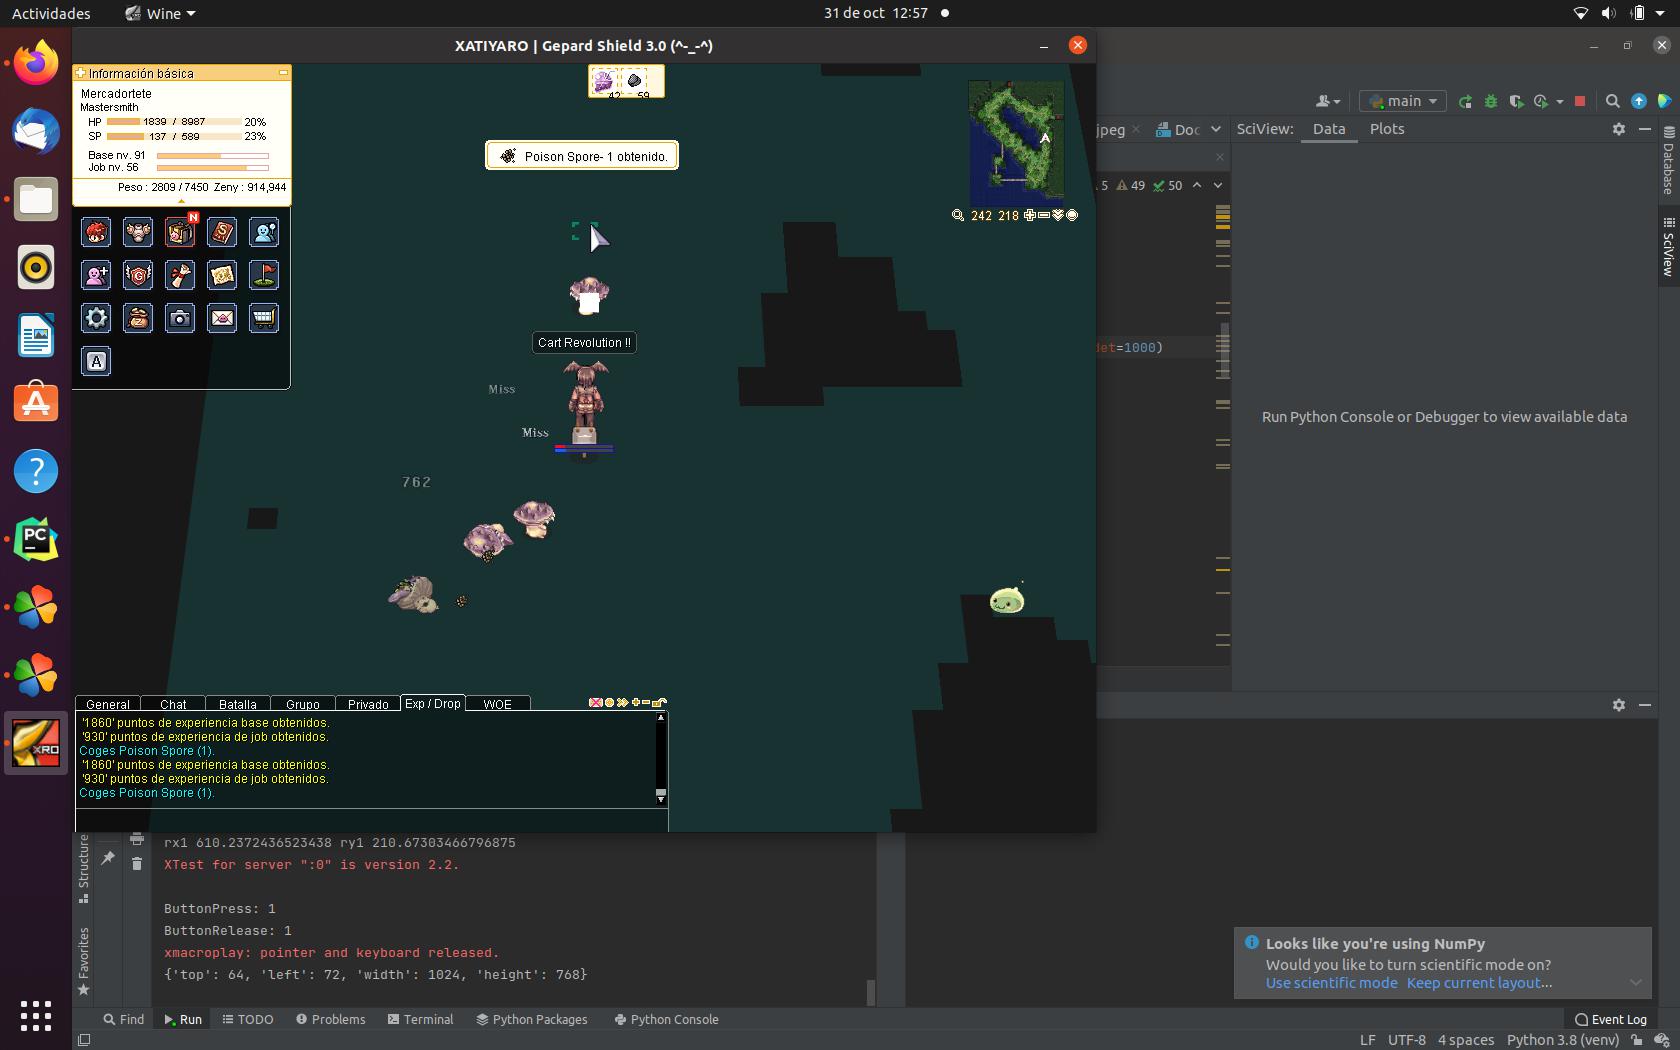 Actividades
Wine
31 de oct 12:57
XATIYARO | Gepard Shield 3.0 (^-_-^)
Información básica
Mercadortete
Mastersmith
HP 1839 / 8987 20%
SP 137 / 589 23%
Base nv. 91
Job nv. 56
Peso : 2809 / 7450 Zeny : 914,944
N
A
42 59
Poison Spore- 1 obtenido.
242 218
Cart Revolution !!
Miss
Miss
762
General Chat Batalla Grupo Privado Exp / Drop WOE
'1860' puntos de experiencia base obtenidos.
'930' puntos de experiencia de job obtenidos.
Coges Poison Spore (1).
'1860' puntos de experiencia base obtenidos.
'930' puntos de experiencia de job obtenidos.
Coges Poison Spore (1).
main
jpeg Doc
SciView: Data Plots
5 49 50
=1000)
Run Python Console or Debugger to view available data
Database
SciView
PC
XRO
Structure
Favorites
rx1 610.2372436523438 ry1 210.67303466796875
XTest for server ":0" is version 2.2.
ButtonPress: 1
ButtonRelease: 1
xmacroplay: pointer and keyboard released.
{'top': 64, 'left': 72, 'width': 1024, 'height': 768}
Looks like you're using NumPy
Would you like to turn scientific mode on?
Use scientific mode Keep current layout...
Find Run TODO Problems Terminal Python Packages Python Console Event Log
LF UTF-8 4 spaces Python 3.8 (venv)